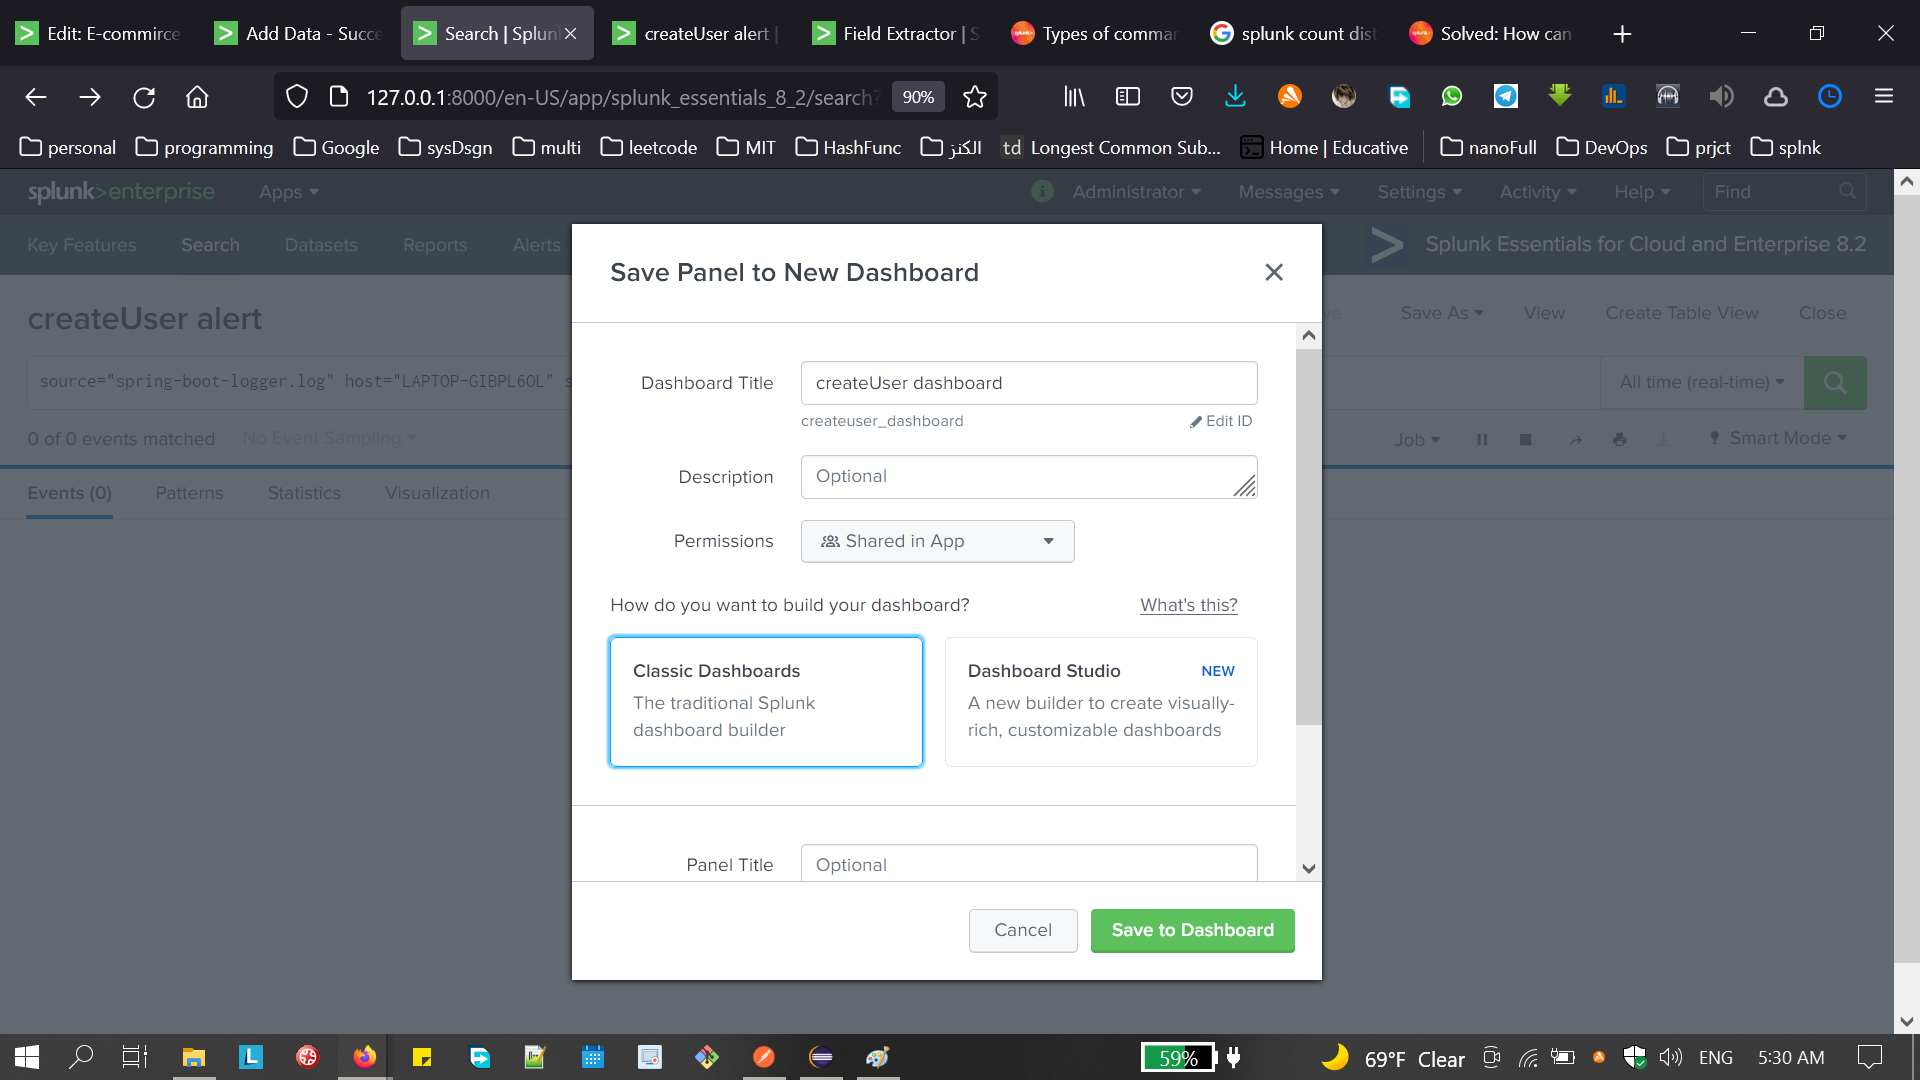 Edit: E-commirce
Add Data - Succe
Search | Splun
createUser alert |
Field Extractor | S
Types of commar
splunk count dist
Solved: How can
127.0.0.1:8000/en-US/app/splunk_essentials_8_2/search?
90%
personal
programming
Google
sysDsgn
multi
leetcode
MIT
HashFunc
الكنز
td Longest Common Sub...
Home | Educative
nanoFull
DevOps
prjct
splnk
splunk>enterprise
Apps
Administrator
Messages
Settings
Activity
Help
Find
Key Features
Search
Datasets
Reports
Alerts
Splunk Essentials for Cloud and Enterprise 8.2
createUser alert
Save As
View
Create Table View
Close
source="spring-boot-logger.log" host="LAPTOP-GIBPL6OL" s
All time (real-time)
0 of 0 events matched
No Event Sampling
Job
Smart Mode
Events (0)
Patterns
Statistics
Visualization
Save Panel to New Dashboard
Dashboard Title
createUser dashboard
createuser_dashboard
Edit ID
Description
Optional
Permissions
Shared in App
How do you want to build your dashboard?
What's this?
Classic Dashboards
The traditional Splunk
dashboard builder
Dashboard Studio
NEW
A new builder to create visually-
rich, customizable dashboards
Panel Title
Optional
Cancel
Save to Dashboard
59%
69°F Clear
ENG
5:30 AM